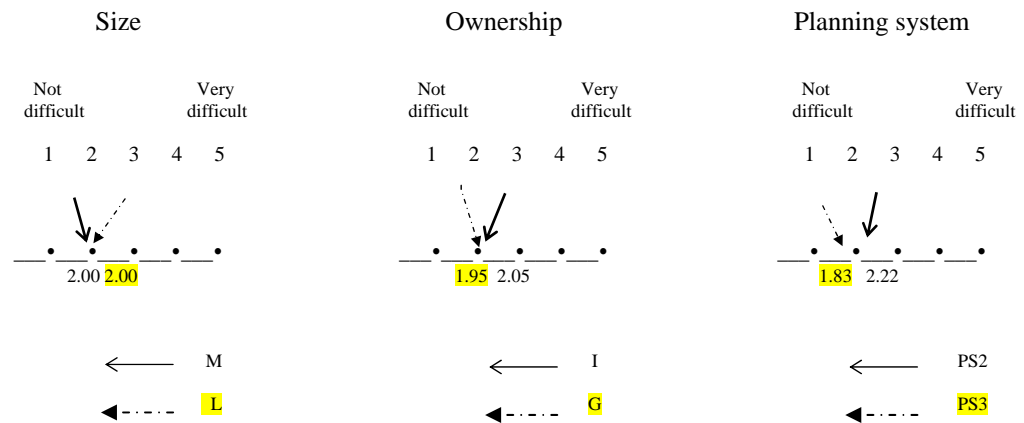 Size
Ownership
Planning system
Not difficult
Very difficult
Not difficult
Very difficult
Not difficult
Very difficult
1 2 3 4 5
1 2 3 4 5
1 2 3 4 5
2.00 2.00
1.95 2.05
1.83 2.22
M
I
PS2
L
G
PS3